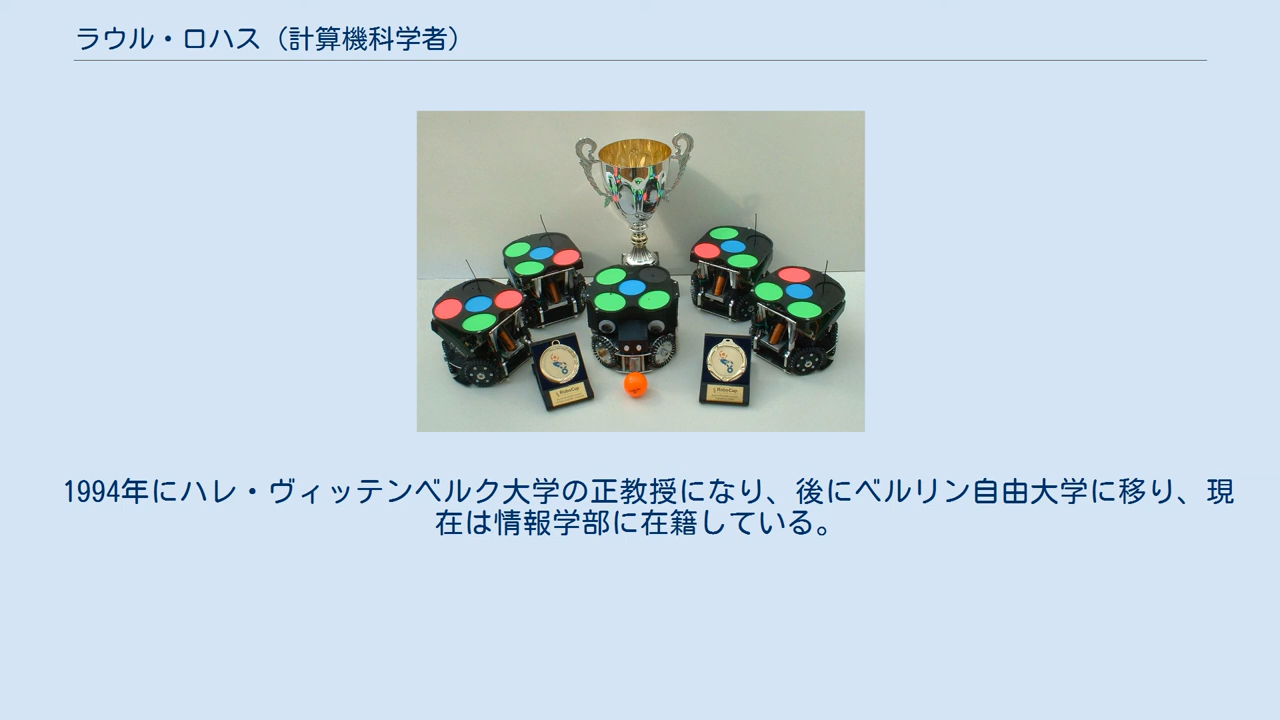 ラウル・ロハス（計算機科学者）
RoboCup
RoboCup
1994年にハレ・ヴィッテンベルク大学の正教授になり、後にベルリン自由大学に移り、現
在は情報学部に在籍している。